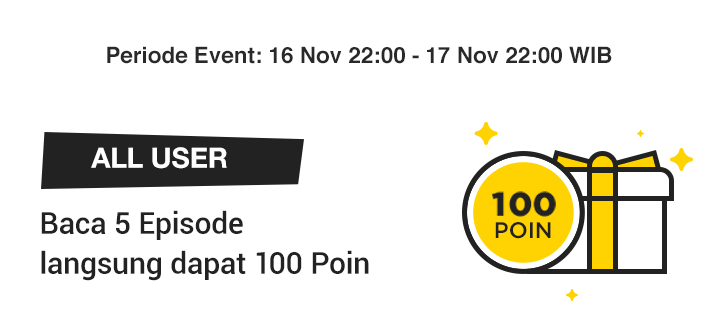 Periode Event: 16 Nov 22:00 - 17 Nov 22:00 WIB
ALL USER
Baca 5 Episode
langsung dapat 100 Poin
100
POIN